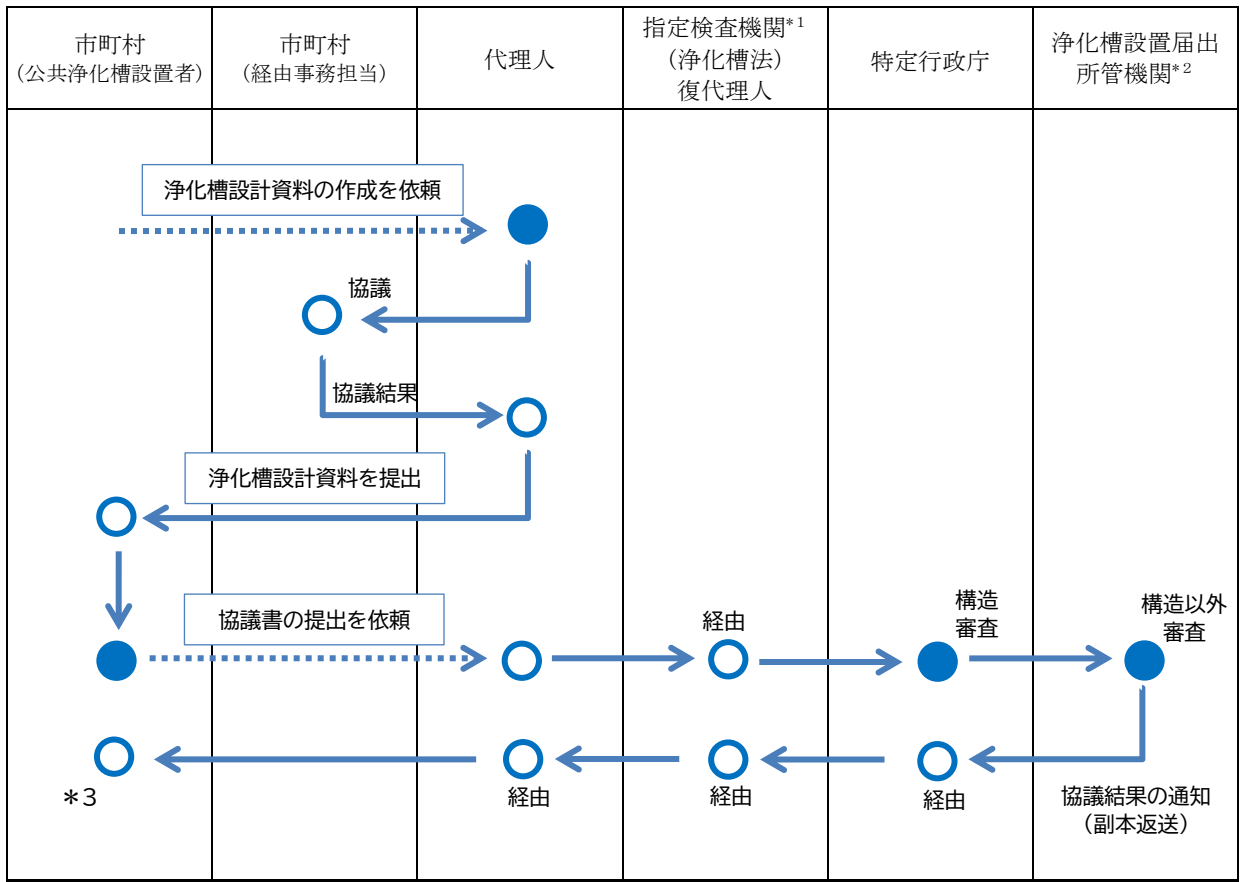 市町村
(公共浄化槽設置者)
市町村
(経由事務担当)
代理人
指定検査機関*1
(浄化槽法)
復代理人
特定行政庁
浄化槽設置届出
所管機関*2
浄化槽設計資料の作成を依頼
協議
協議結果
浄化槽設計資料を提出
協議書の提出を依頼
経由
構造
審査
構造以外
審査
*3
経由
経由
経由
協議結果の通知
(副本返送)